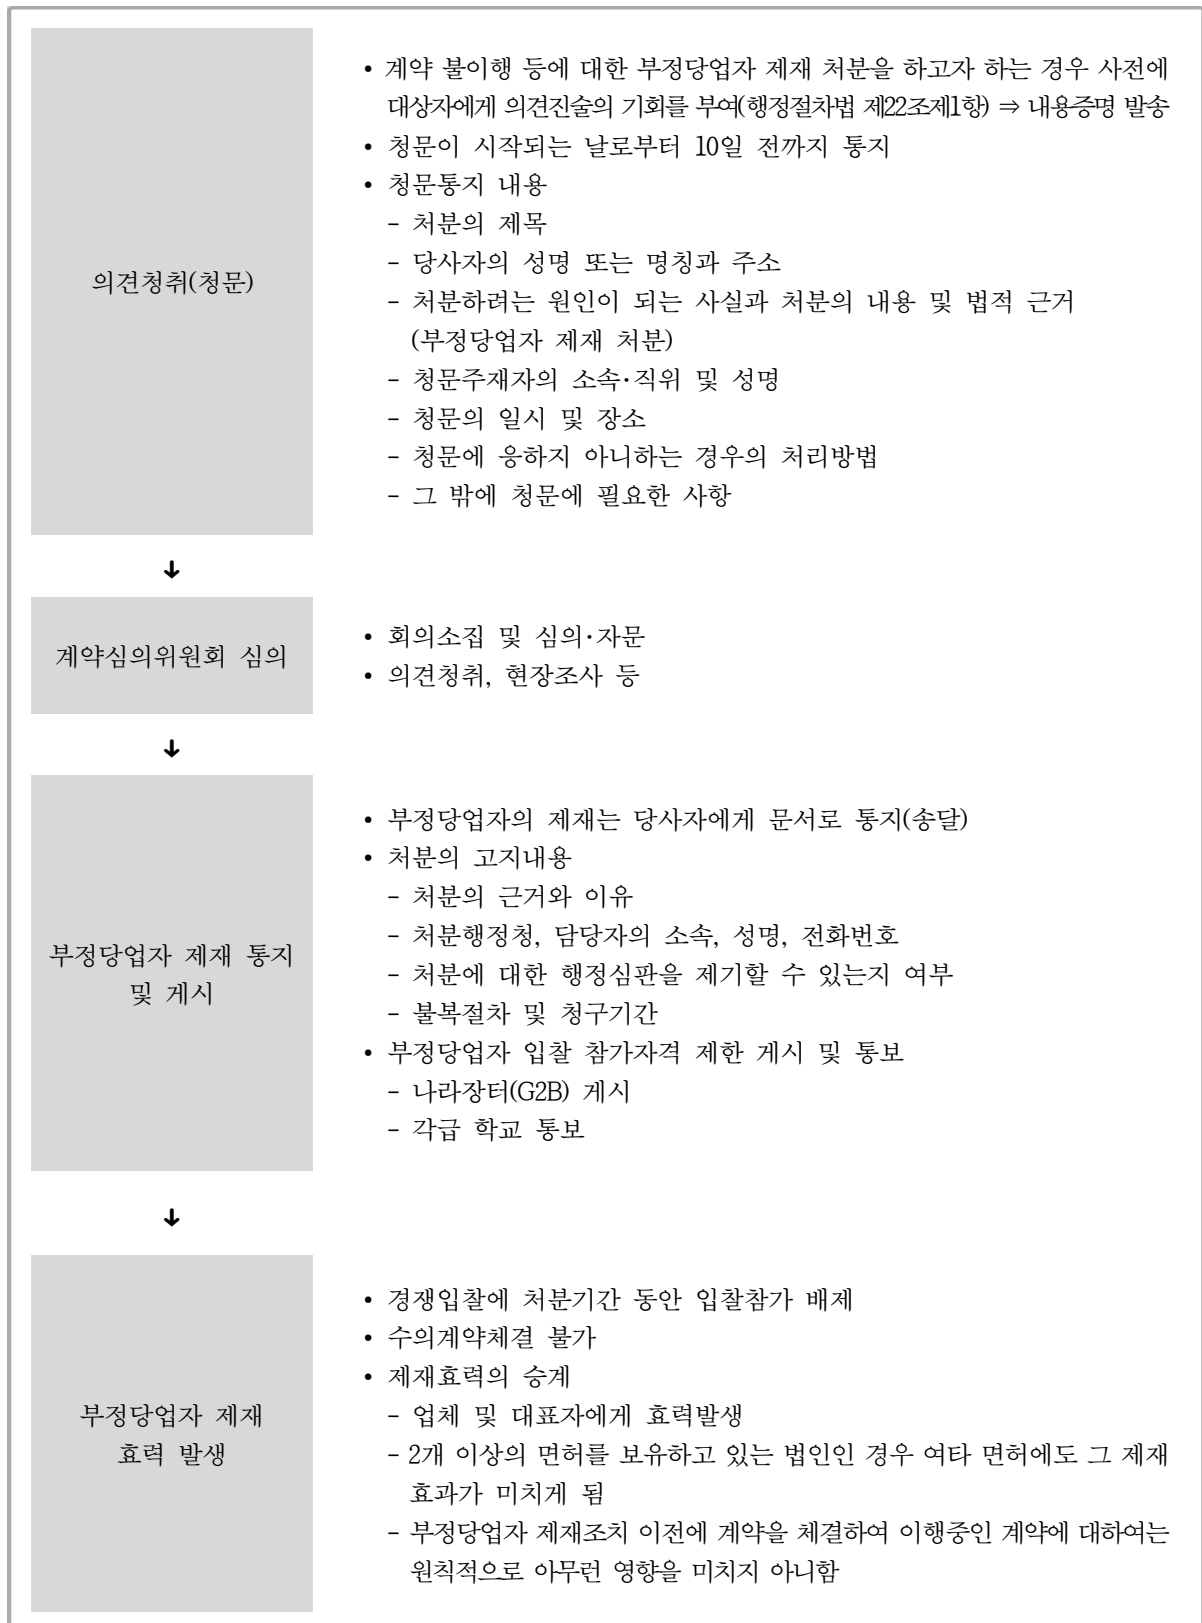 의견청취(청문)
• 계약 불이행 등에 대한 부정당업자 제재 처분을 하고자 하는 경우 사전에
대상자에게 의견진술의 기회를 부여(행정절차법 제22조제1항) ⇒ 내용증명 발송
• 청문이 시작되는 날로부터 10일 전까지 통지
• 청문통지 내용
- 처분의 제목
- 당사자의 성명 또는 명칭과 주소
- 처분하려는 원인이 되는 사실과 처분의 내용 및 법적 근거
(부정당업자 제재 처분)
- 청문주재자의 소속·직위 및 성명
- 청문의 일시 및 장소
- 청문에 응하지 아니하는 경우의 처리방법
- 그 밖에 청문에 필요한 사항
↓
계약심의위원회 심의
• 회의소집 및 심의·자문
• 의견청취, 현장조사 등
↓
부정당업자 제재 통지
및 게시
• 부정당업자의 제재는 당사자에게 문서로 통지(송달)
• 처분의 고지내용
- 처분의 근거와 이유
- 처분행정청, 담당자의 소속, 성명, 전화번호
- 처분에 대한 행정심판을 제기할 수 있는지 여부
- 불복절차 및 청구기간
• 부정당업자 입찰 참가자격 제한 게시 및 통보
- 나라장터(G2B) 게시
- 각급 학교 통보
↓
부정당업자 제재
효력 발생
• 경쟁입찰에 처분기간 동안 입찰참가 배제
• 수의계약체결 불가
• 제재효력의 승계
- 업체 및 대표자에게 효력발생
- 2개 이상의 면허를 보유하고 있는 법인인 경우 여타 면허에도 그 제재
효과가 미치게 됨
- 부정당업자 제재조치 이전에 계약을 체결하여 이행중인 계약에 대하여는
원칙적으로 아무런 영향을 미치지 아니함